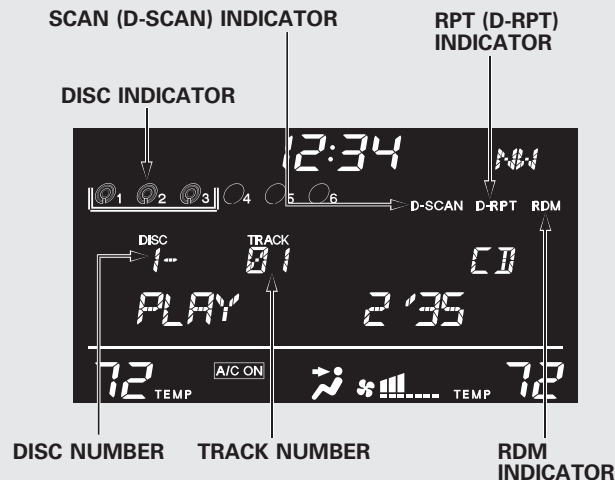 SCAN (D-SCAN) INDICATOR
RPT (D-RPT)
INDICATOR
DISC INDICATOR
12:34 NW
1 2 3 4 5 6
D-SCAN D-RPT RDM
DISC TRACK
1- 01 CD
PLAY 2'35
72 TEMP A/C ON TEMP 72
DISC NUMBER TRACK NUMBER RDM
INDICATOR